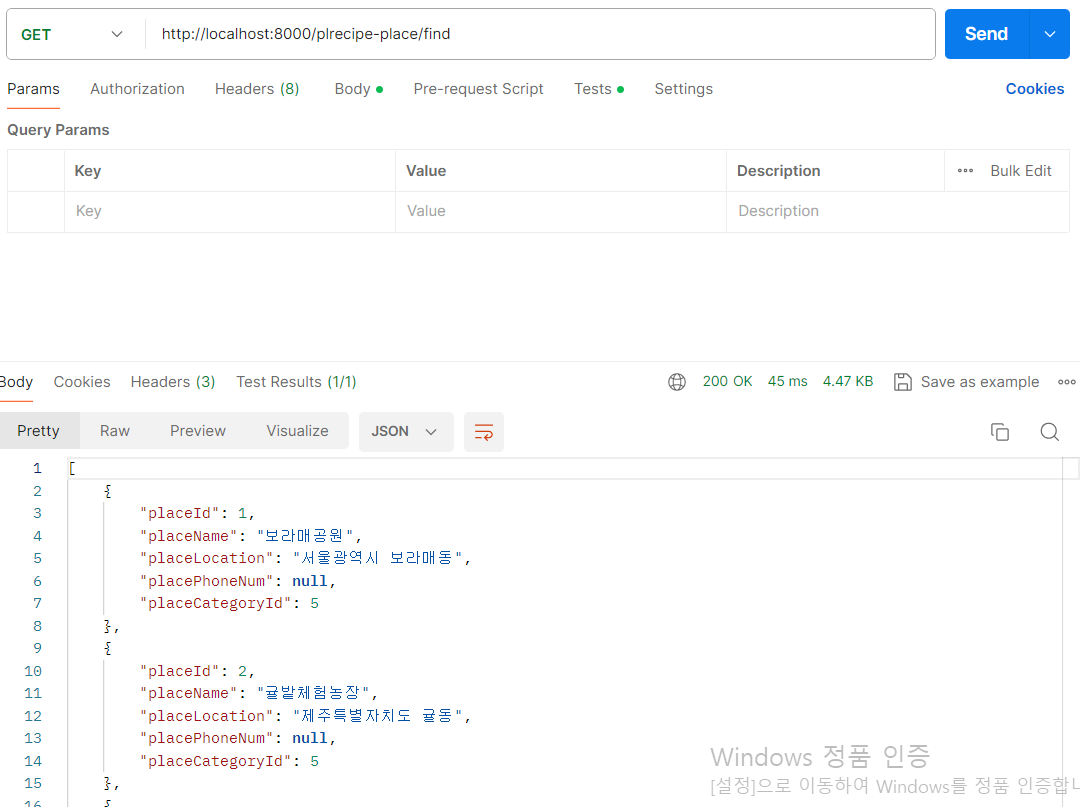 GET http://localhost:8000/plrecipe-place/find Send
Params Authorization Headers (8) Body Pre-request Script Tests Settings Cookies
Query Params
Key Value Description Bulk Edit
Key Value Description
Body Cookies Headers (3) Test Results (1/1) 200 OK 45 ms 4.47 KB Save as example
Pretty Raw Preview Visualize JSON
1 [
2 {
3 "placeId": 1,
4 "placeName": "보라매공원",
5 "placeLocation": "서울광역시 보라매동",
6 "placePhoneNum": null,
7 "placeCategoryId": 5
8 },
9 {
10 "placeId": 2,
11 "placeName": "귤밭체험농장",
12 "placeLocation": "제주특별자치도 귤동",
13 "placePhoneNum": null,
14 "placeCategoryId": 5
15 },
16 {
Windows 정품 인증
[설정]으로 이동하여 Windows를 정품 인증합니